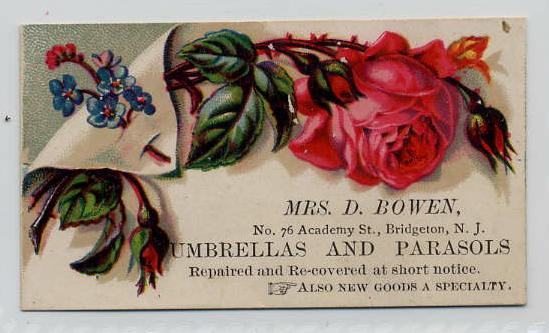 MRS. D. BOWEN,
No. 76 Academy St., Bridgeton, N. J.
UMBRELLAS AND PARASOLS
Repaired and Re-covered at short notice.
☞ ALSO NEW GOODS A SPECIALTY.